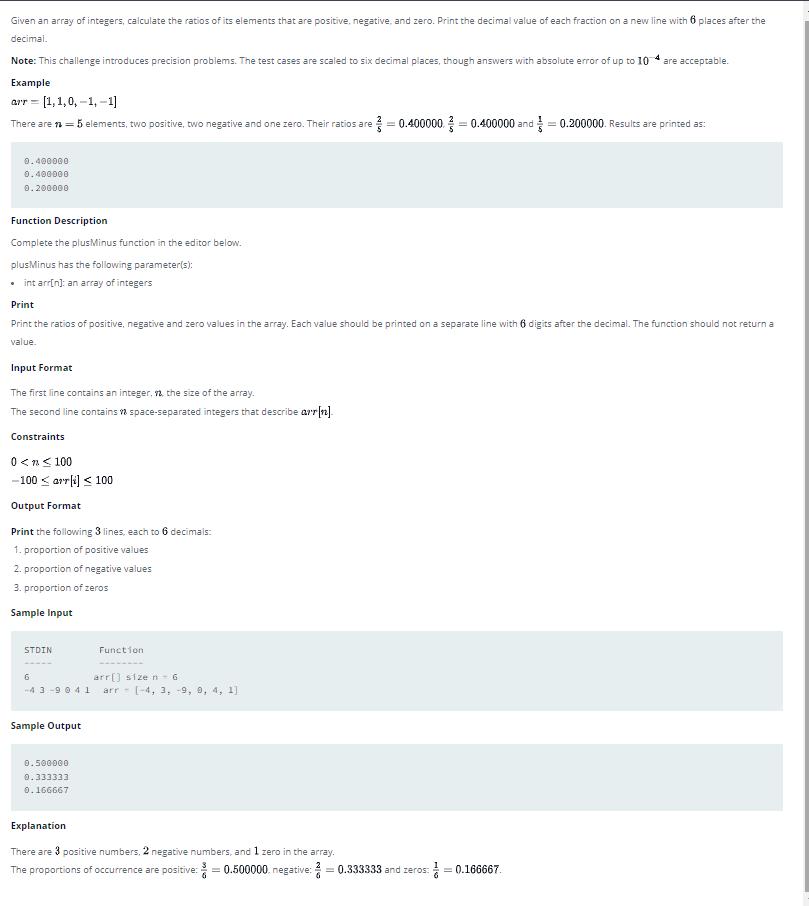 Given an array of integers, calculate the ratios of its elements that are positive, negative, and zero. Print the decimal value of each fraction on a new line with 6 places after the
decimal.
Note: This challenge introduces precision problems. The test cases are scaled to six decimal places, though answers with absolute error of up to 10⁻⁴ are acceptable.
Example
arr = [1, 1, 0, −1, −1]
There are n = 5 elements, two positive, two negative and one zero. Their ratios are 2/5 = 0.400000, 2/5 = 0.400000 and 1/5 = 0.200000. Results are printed as:
0.400000
0.400000
0.200000
Function Description
Complete the plusMinus function in the editor below.
plusMinus has the following parameter(s):
• int arr[n]: an array of integers
Print
Print the ratios of positive, negative and zero values in the array. Each value should be printed on a separate line with 6 digits after the decimal. The function should not return a
value.
Input Format
The first line contains an integer, n, the size of the array.
The second line contains n space-separated integers that describe arr[n].
Constraints
0 < n ≤ 100
−100 ≤ arr[i] ≤ 100
Output Format
Print the following 3 lines, each to 6 decimals:
1. proportion of positive values
2. proportion of negative values
3. proportion of zeros
Sample Input
STDIN Function
----- --------
6 arr[] size n = 6
-4 3 -9 0 4 1 arr = [-4, 3, -9, 0, 4, 1]
Sample Output
0.500000
0.333333
0.166667
Explanation
There are 3 positive numbers, 2 negative numbers, and 1 zero in the array.
The proportions of occurrence are positive: 3/6 = 0.500000, negative: 2/6 = 0.333333 and zeros: 1/6 = 0.166667.